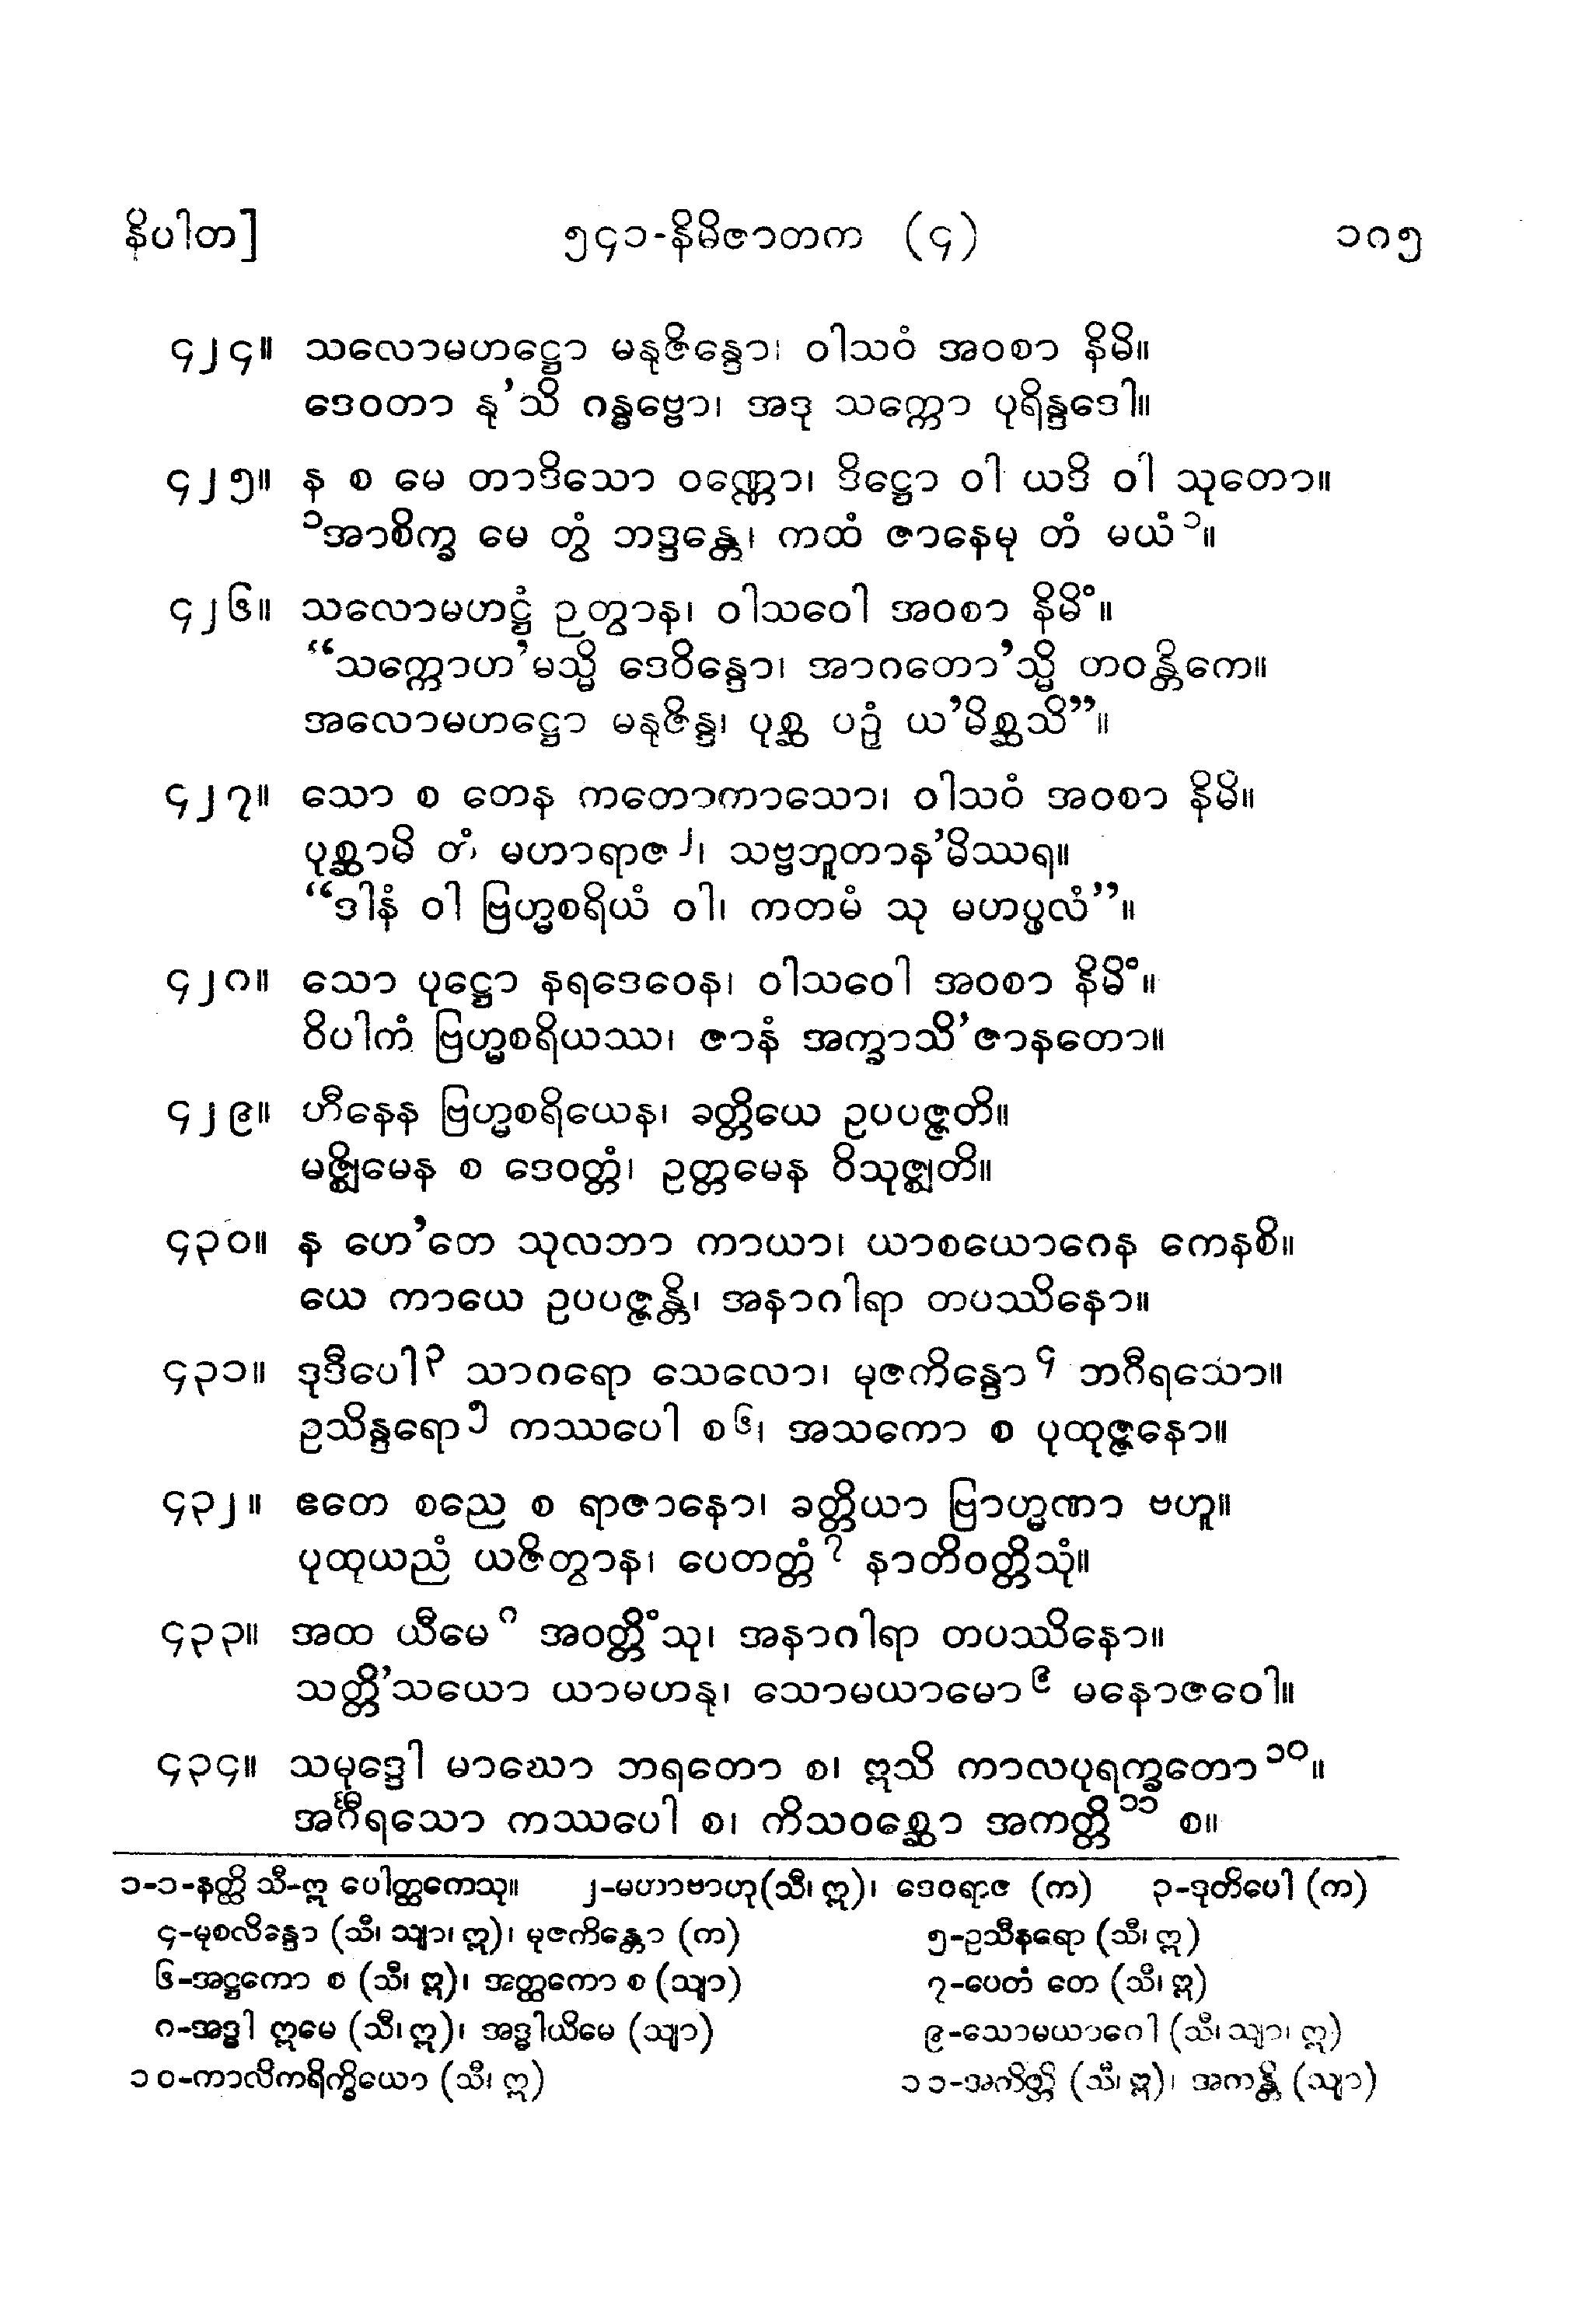 နိပါတ] ၅၄၁-နိမိဇာတက (၄) ၁၈၅
၄၂၄။ သလောမဟဋ္ဌော မနုဇိန္ဒော၊ ဝါသဝံ အဝစာ နိမိ။
ဒေဝတာ နု’သိ ဂန္ဓဗ္ဗော၊ အဒု သက္ကော ပုရိန္ဒဒေါ။
၄၂၅။ န စ မေ တာဒိသော ဝဏ္ဏော၊ ဒိဋ္ဌော ဝါ ယဒိ ဝါ သုတော။
၁အာစိက္ခ မေ တွံ ဘဒ္ဒန္တေ၊ ကထံ ဇာနေမု တံ မယံ ၁။
၄၂၆။ သလောမဟဋ္ဌံ ဉတွာန၊ ဝါသဝေါ အဝစာ နိမိံ။
“သက္ကောဟ’မသ္မိ ဒေဝိန္ဒော၊ အာဂတော’သ္မိ တဝန္တိကေ။
အလောမဟဋ္ဌော မနုဇိန္ဒ၊ ပုစ္ဆ ပဉှံ ယ’မိစ္ဆသိ”။
၄၂၇။ သော စ တေန ကတောကာသော၊ ဝါသဝံ အဝစာ နိမိ။
ပုစ္ဆာမိ တံ မဟာရာဇ ၂၊ သဗ္ဗဘူတာန’မိဿရ။
“ဒါနံ ဝါ ဗြဟ္မစရိယံ ဝါ၊ ကတမံ သု မဟပ္ဖလံ”။
၄၂၈။ သော ပုဋ္ဌော နရဒေဝေန၊ ဝါသဝေါ အဝစာ နိမိံ။
ဝိပါကံ ဗြဟ္မစရိယဿ၊ ဇာနံ အက္ခာသိ’ဇာနတော။
၄၂၉။ ဟီနေန ဗြဟ္မစရိယေန၊ ခတ္တိယေ ဥပပဇ္ဇတိ။
မဇ္ဈိမေန စ ဒေဝတ္တံ၊ ဥတ္တမေန ဝိသုဇ္ဈတိ။
၄၃၀။ န ဟေ’တေ သုလဘာ ကာယာ၊ ယာစယောဂေန ကေနစိ။
ယေ ကာယေ ဥပပဇ္ဇန္တိ၊ အနာဂါရာ တပဿိနော။
၄၃၁။ ဒုဒီပေါ ၃ သာဂရော သေလော၊ မုဇကိန္ဒော ၄ ဘဂီရသော။
ဥသိန္ဒရော ၅ ကဿပေါ စ ၆၊ အသကော စ ပုထုဇ္ဇနော။
၄၃၂။ ဧတေ စညေ စ ရာဇာနော၊ ခတ္တိယာ ဗြာဟ္မဏာ ဗဟူ။
ပုထုယညံ ယဇိတွာန၊ ပေတတ္တံ ၇ နာတိဝတ္တိသုံ။
၄၃၃။ အထ ယီမေ ၈ အဝတ္တိံသု၊ အနာဂါရာ တပဿိနော။
သတ္တိ’သယော ယာမဟနု၊ သောမယာမော ၉ မနောဇဝေါ။
၄၃၄။ သမုဒ္ဒေါ မာဃော ဘရတော စ၊ ဣသိ ကာလပုရက္ခတော ၁၀။
အင်္ဂီရသော ကဿပေါ စ၊ ကိသဝစ္ဆော အကတ္တိ ၁၁ စ။
၁-၁-နတ္ထိ သီ-ဣ ပေါတ္ထကေသု။ ၂-မဟာဗာဟု(သီ၊ ဣ)၊ ဒေဝရာဇ (က) ၃-ဒုတိပေါ (က)
၄-မုစလိန္ဒော (သီ၊ သျာ၊ ဣ)၊ မုဇကိန္တော (က) ၅-ဥသီနရော (သီ၊ ဣ)
၆-အဋ္ဌကော စ (သီ၊ ဣ)၊ အတ္ထကော စ (သျာ) ၇-ပေတံ တေ (သီ၊ ဣ)
၈-အဒ္ဓါ ဣမေ (သီ၊ ဣ)၊ အဒ္ဓါယိမေ (သျာ) ၉-သောမယာဂေါ (သီ၊ သျာ၊ ဣ)
၁၀-ကာလိကရိက္ခိယော (သီ၊ ဣ) ၁၁-အကိတ္တိ (သီ၊ ဣ)၊ အကန္တိ (သျာ)